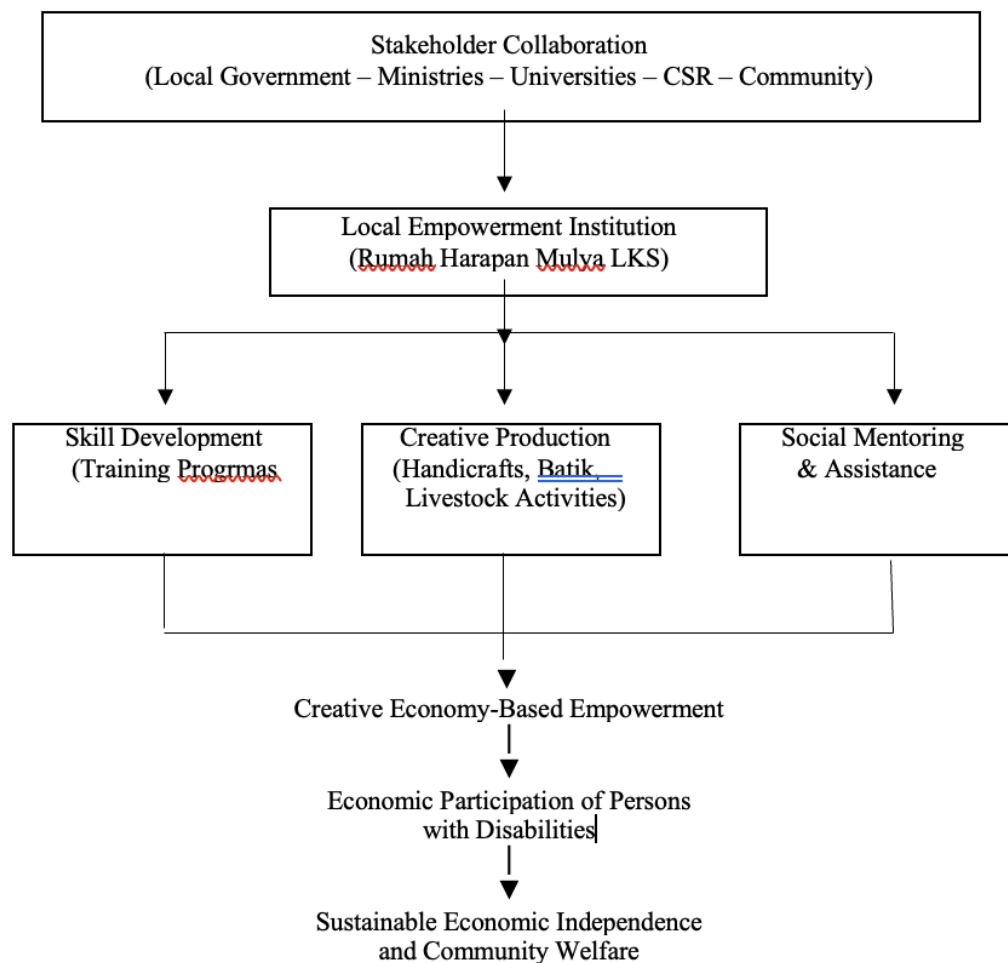 Stakeholder Collaboration
(Local Government – Ministries – Universities – CSR – Community)
Local Empowerment Institution
(Rumah Harapan Mulya LKS)
Skill Development
(Training Progrmas
Creative Production
(Handicrafts, Batik,
Livestock Activities)
Social Mentoring
& Assistance
Creative Economy-Based Empowerment
Economic Participation of Persons
with Disabilities
Sustainable Economic Independence
and Community Welfare